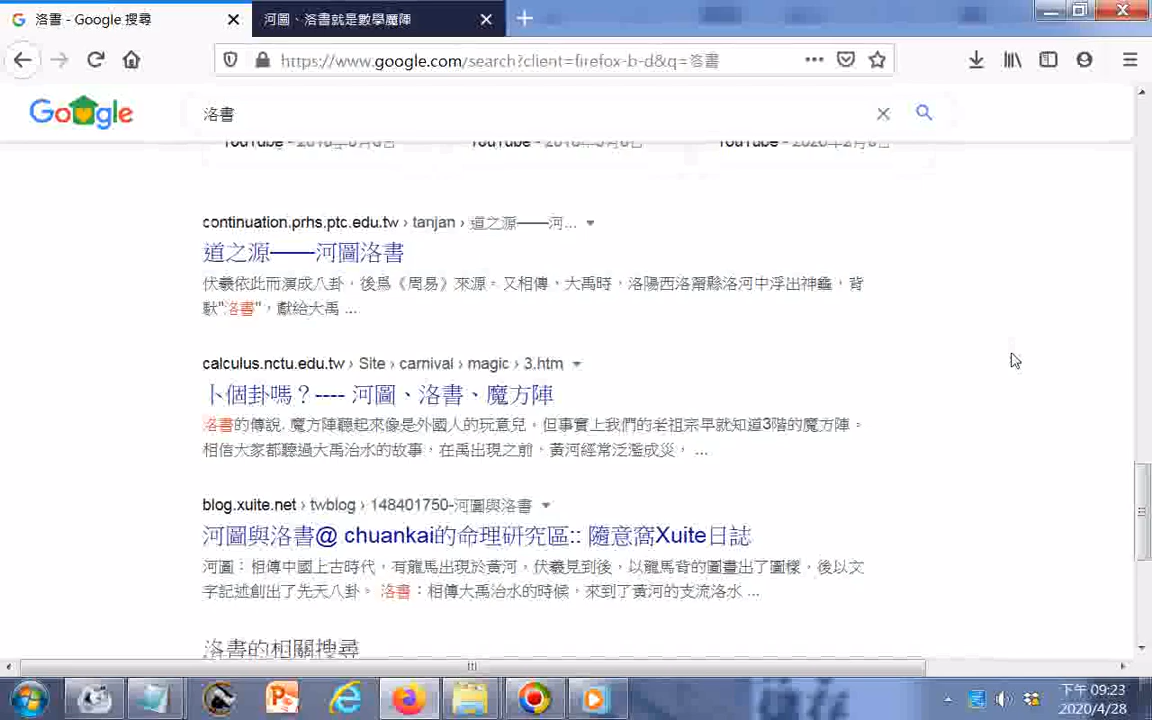 洛書 - Google 搜尋
河圖、洛書就是數學魔陣
https://www.google.com/search?client=firefox-b-d&q=洛書
Google
洛書
continuation.prhs.ptc.edu.tw › tanjan › 道之源——河...
道之源——河圖洛書
伏羲依此而演成八卦，後為《周易》來源。又相傳，大禹時，洛陽西洛甯縣洛河中浮出神龜，背
馱"洛書"，獻給大禹 ...
calculus.nctu.edu.tw › Site › carnival › magic › 3.htm
卜個卦嗎？---- 河圖、洛書、魔方陣
洛書的傳說. 魔方陣聽起來像是外國人的玩意兒，但事實上我們的老祖宗早就知道3階的魔方陣。
相信大家都聽過大禹治水的故事，在禹出現之前，黃河經常泛濫成災， ...
blog.xuite.net › twblog › 148401750-河圖與洛書
河圖與洛書@ chuankai的命理研究區:: 隨意窩Xuite日誌
河圖：相傳中國上古時代，有龍馬出現於黃河，伏羲見到後，以龍馬背的圖畫出了圖樣，後以文
字記述創出了先天八卦。 洛書：相傳大禹治水的時候，來到了黃河的支流洛水 ...
洛書的相關搜尋
下午 09:23
2020/4/28